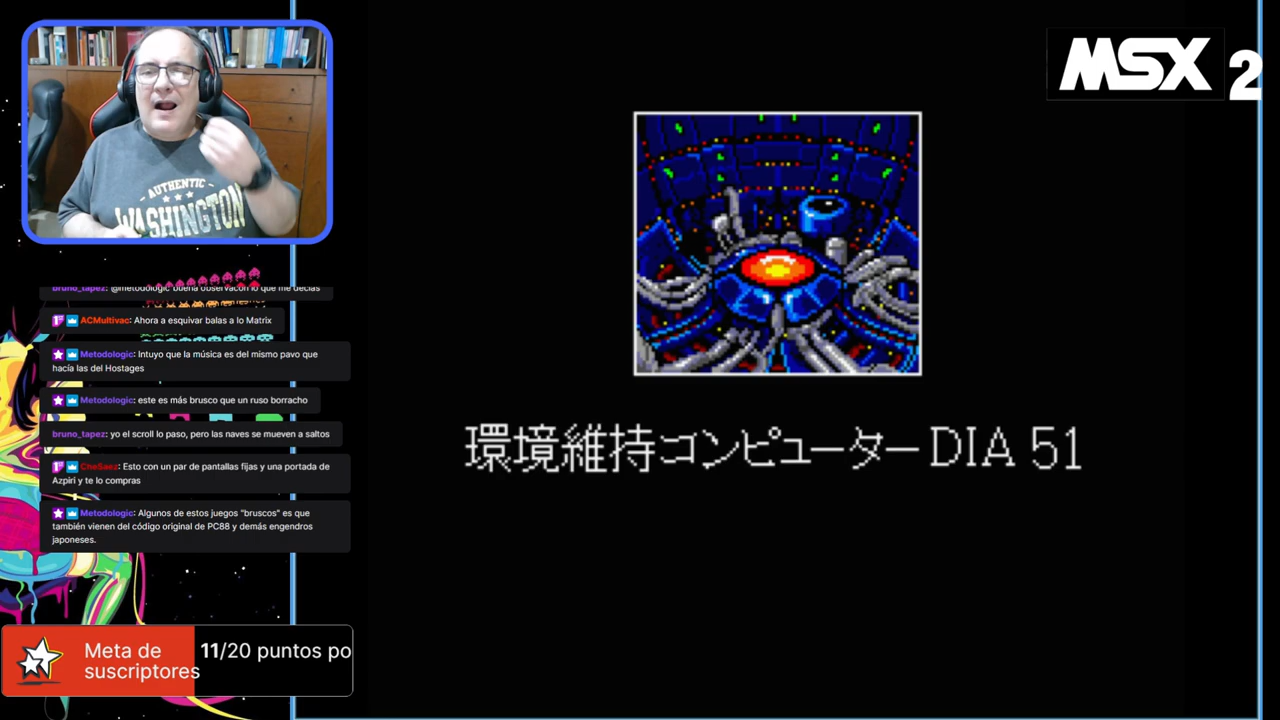 MSX 2
AUTHENTIC
WASHINGTON
bruno_tapez: @metodologic buena observacon lo que me decias
ACMultivac: Ahora a esquivar balas a lo Matrix
Metodologic: Intuyo que la música es del mismo pavo que
hacía las del Hostages
Metodologic: este es más brusco que un ruso borracho
bruno_tapez: yo el scroll lo paso, pero las naves se mueven a saltos
CneSaez: Esto con un par de pantallas fijas y una portada de
Azpiri y te lo compras
Metodologic: Algunos de estos juegos "bruscos" es que
también vienen del código original de PC88 y demás engendros
japoneses.
環境維持コンピューターDIA 51
Meta de
suscriptores
11/20 puntos po